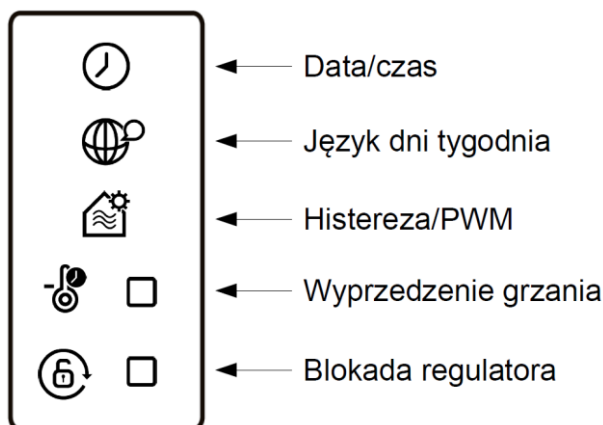 Data/czas
Język dni tygodnia
Histereza/PWM
Wyprzedzenie grzania
Blokada regulatora